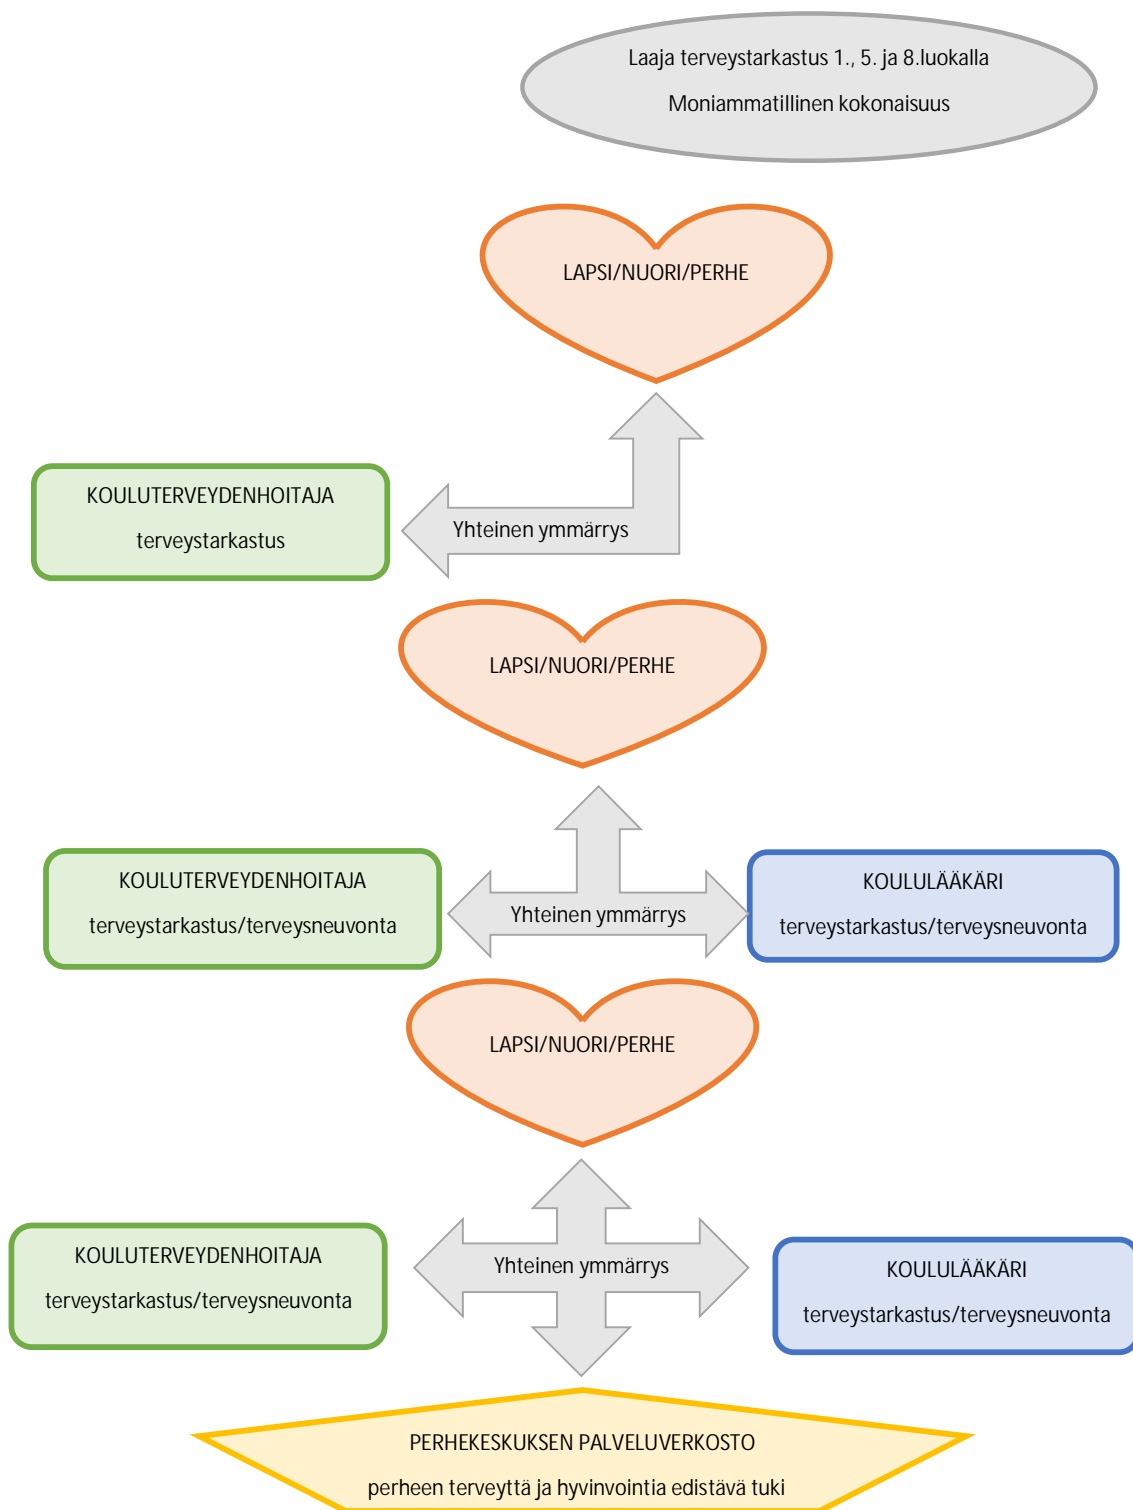 Laaja terveystarkastus 1., 5. ja 8.luokalla
Moniammatillinen kokonaisuus
LAPSI/NUORI/PERHE
KOULUTERVEYDENHOITAJA
terveystarkastus
Yhteinen ymmärrys
LAPSI/NUORI/PERHE
KOULUTERVEYDENHOITAJA
terveystarkastus/terveysneuvonta
Yhteinen ymmärrys
KOULULÄÄKÄRI
terveystarkastus/terveysneuvonta
LAPSI/NUORI/PERHE
KOULUTERVEYDENHOITAJA
terveystarkastus/terveysneuvonta
Yhteinen ymmärrys
KOULULÄÄKÄRI
terveystarkastus/terveysneuvonta
PERHEKESKUKSEN PALVELUVERKOSTO
perheen terveyttä ja hyvinvointia edistävä tuki